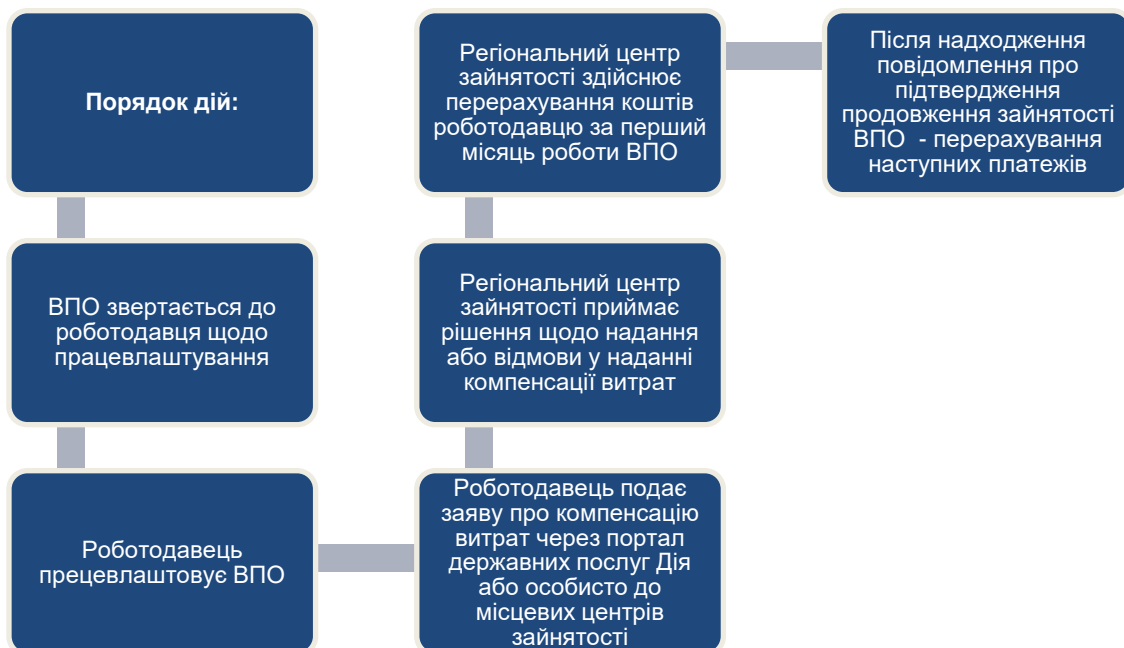 Порядок дій:
ВПО звертається до
роботодавця щодо
працевлаштування
Роботодавець
прецевлаштовує ВПО
Роботодавець подає
заяву про компенсацію
витрат через портал
державних послуг Дія
або особисто до
місцевих центрів
зайнятості
Регіональний центр
зайнятості приймає
рішення щодо надання
або відмови у наданні
компенсації витрат
Регіональний центр
зайнятості здійснює
перерахування коштів
роботодавцю за перший
місяць роботи ВПО
Після надходження
повідомлення про
підтвердження
продовження зайнятості
ВПО - перерахування
наступних платежів